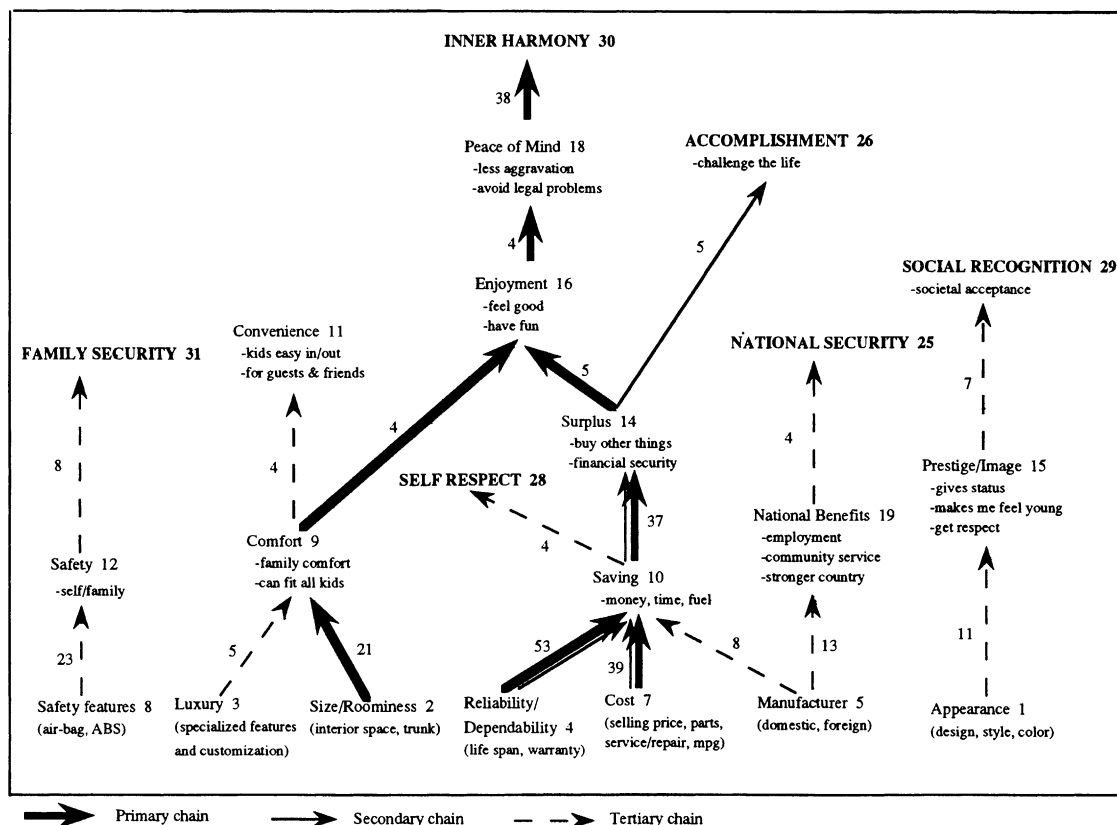 INNER HARMONY 30
38
Peace of Mind 18
-less aggravation
-avoid legal problems
ACCOMPLISHMENT 26
-challenge the life
4
5
Enjoyment 16
-feel good
-have fun
SOCIAL RECOGNITION 29
-societal acceptance
Convenience 11
-kids easy in/out
-for guests & friends
FAMILY SECURITY 31
NATIONAL SECURITY 25
5
7
4
Surplus 14
-buy other things
-financial security
4
4
8
SELF RESPECT 28
Prestige/Image 15
-gives status
-makes me feel young
-get respect
37
National Benefits 19
-employment
-community service
-stronger country
Comfort 9
-family comfort
-can fit all kids
4
Safety 12
-self/family
Saving 10
-money, time, fuel
23
5
21
53
39
8
13
11
Safety features 8
(air-bag, ABS)
Luxury 3
(specialized features
and customization)
Size/Roominess 2
(interior space, trunk)
Reliability/
Dependability 4
(life span, warranty)
Cost 7
(selling price, parts,
service/repair, mpg)
Manufacturer 5
(domestic, foreign)
Appearance 1
(design, style, color)
Primary chain
Secondary chain
Tertiary chain